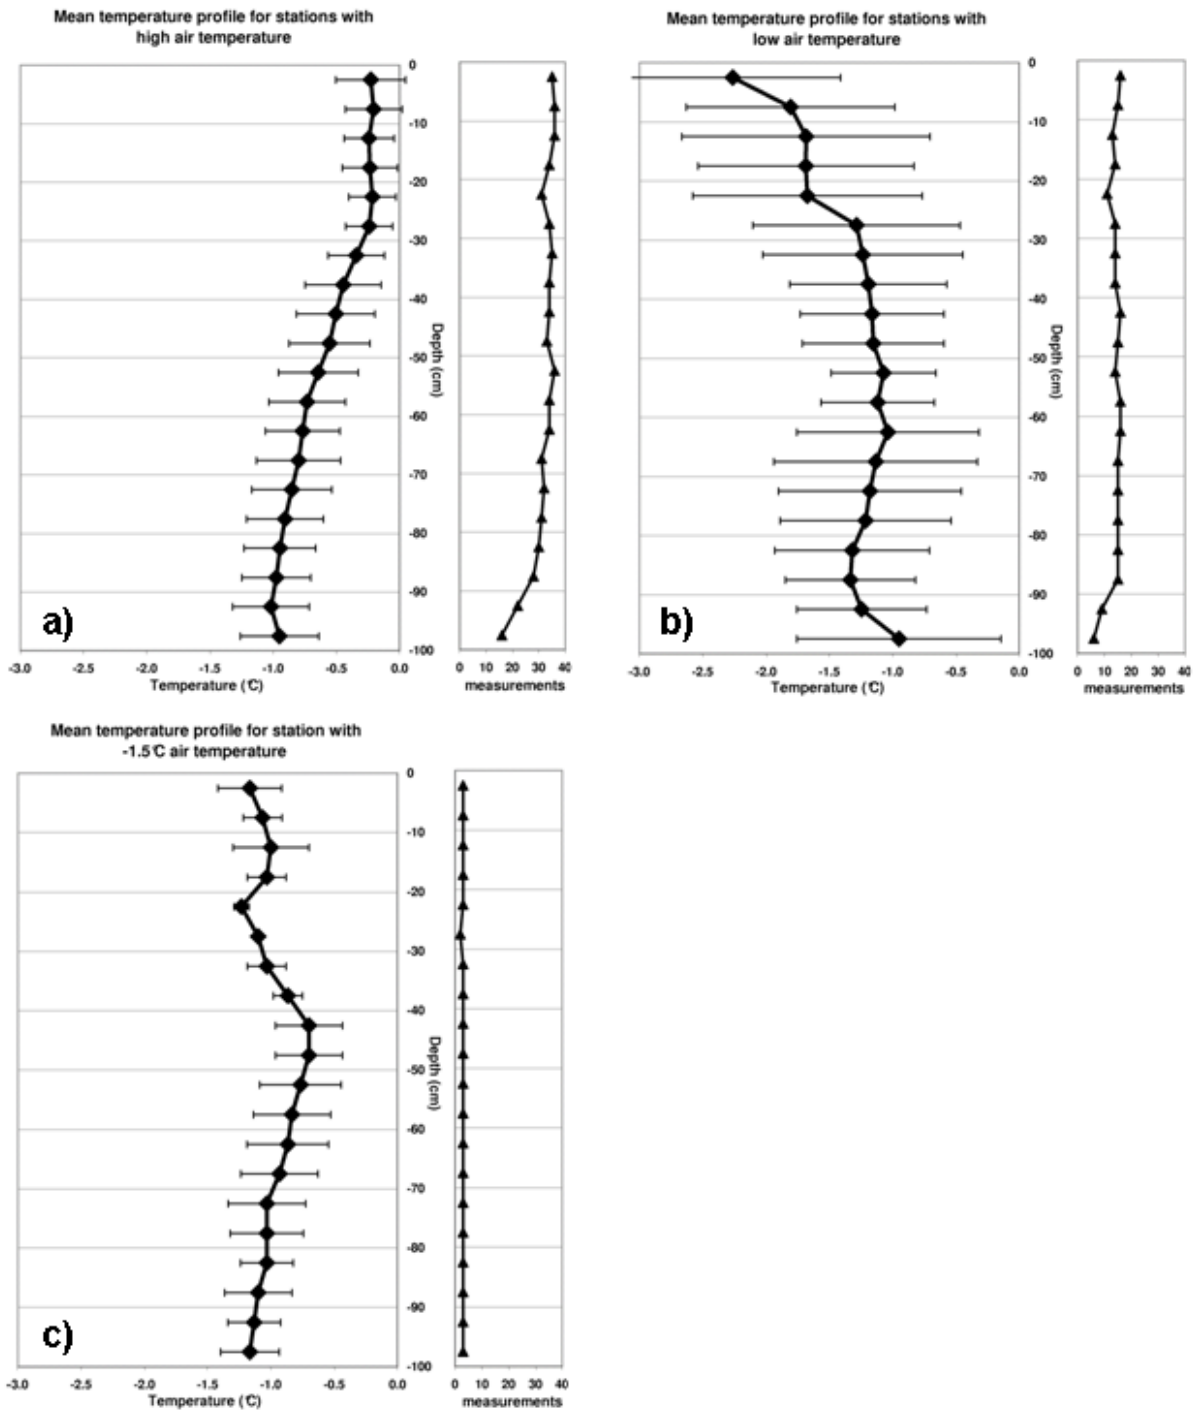 Mean temperature profile for stations with
high air temperature
0
-10
-20
-30
-40
-50
-60
-70
-80
-90
-100
Depth (cm)
a)
-3.0 -2.5 -2.0 -1.5 -1.0 -0.5 0.0
Temperature (°C)
0 10 20 30 40
measurements
Mean temperature profile for stations with
low air temperature
0
-10
-20
-30
-40
-50
-60
-70
-80
-90
-100
Depth (cm)
b)
-3.0 -2.5 -2.0 -1.5 -1.0 -0.5 0.0
Temperature (°C)
0 10 20 30 40
measurements
Mean temperature profile for station with
-1.5°C air temperature
0
-10
-20
-30
-40
-50
-60
-70
-80
-90
-100
Depth (cm)
c)
-3.0 -2.5 -2.0 -1.5 -1.0 -0.5 0.0
Temperature (°C)
0 10 20 30 40
measurements